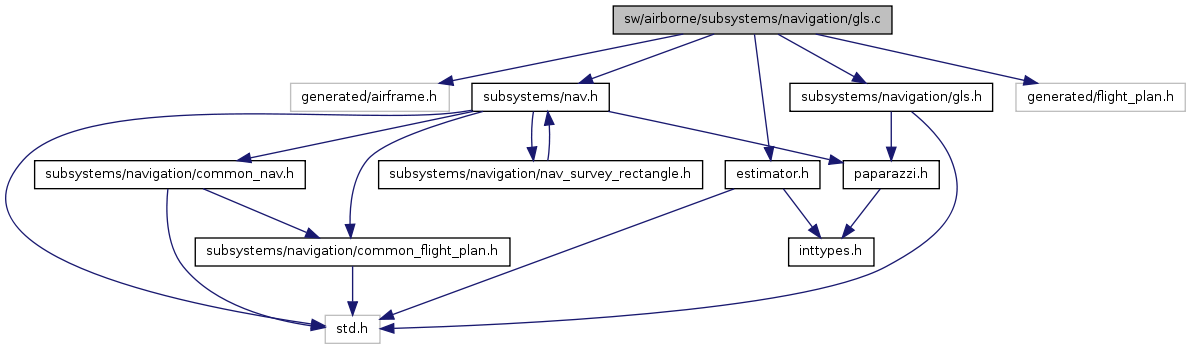 sw/airborne/subsystems/navigation/gls.c
generated/airframe.h
subsystems/nav.h
subsystems/navigation/gls.h
generated/flight_plan.h
subsystems/navigation/common_nav.h
subsystems/navigation/nav_survey_rectangle.h
estimator.h
paparazzi.h
subsystems/navigation/common_flight_plan.h
inttypes.h
std.h